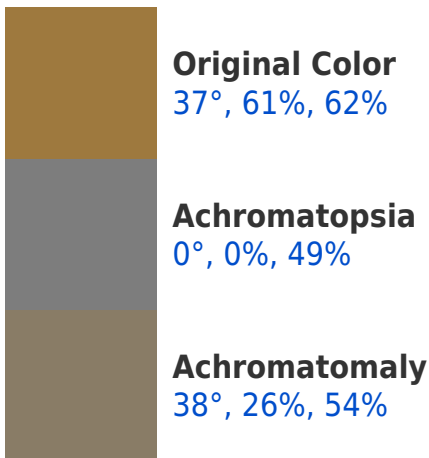 Original Color
37°, 61%, 62%
Achromatopsia
0°, 0%, 49%
Achromatomaly
38°, 26%, 54%